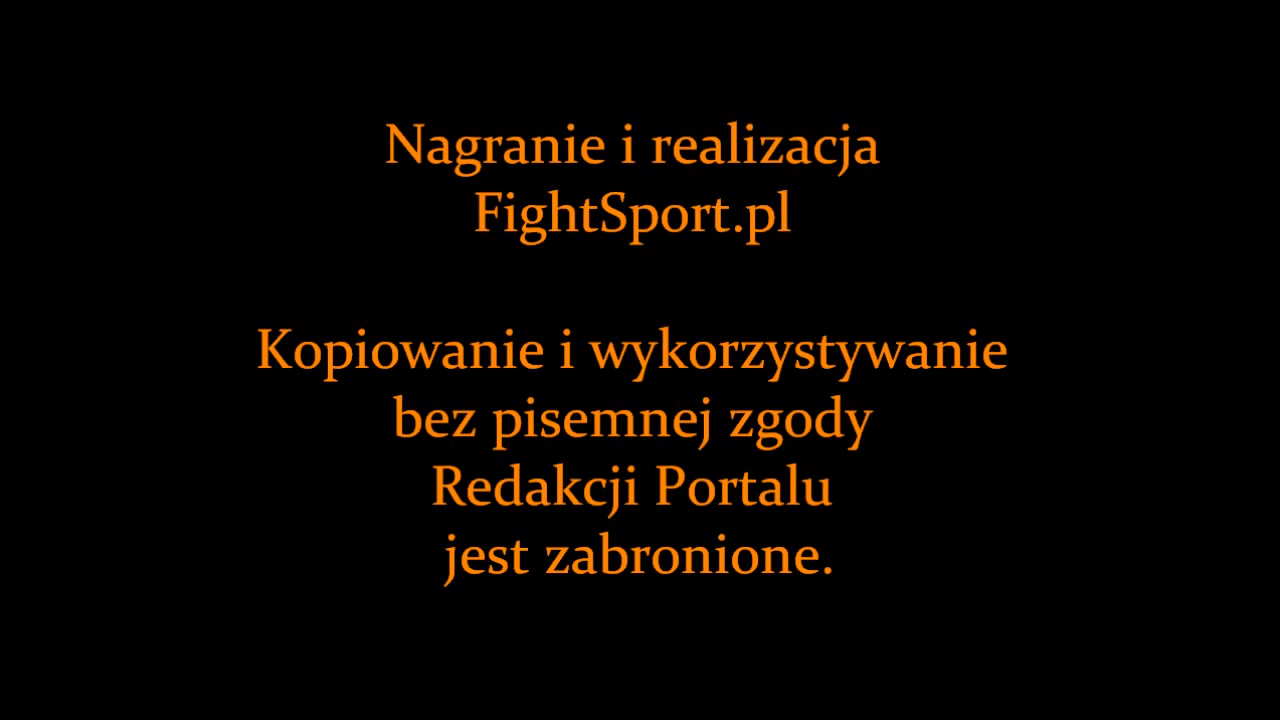 Nagranie i realizacja
FightSport.pl
Kopiowanie i wykorzystywanie
bez pisemnej zgody
Redakcji Portalu
jest zabronione.